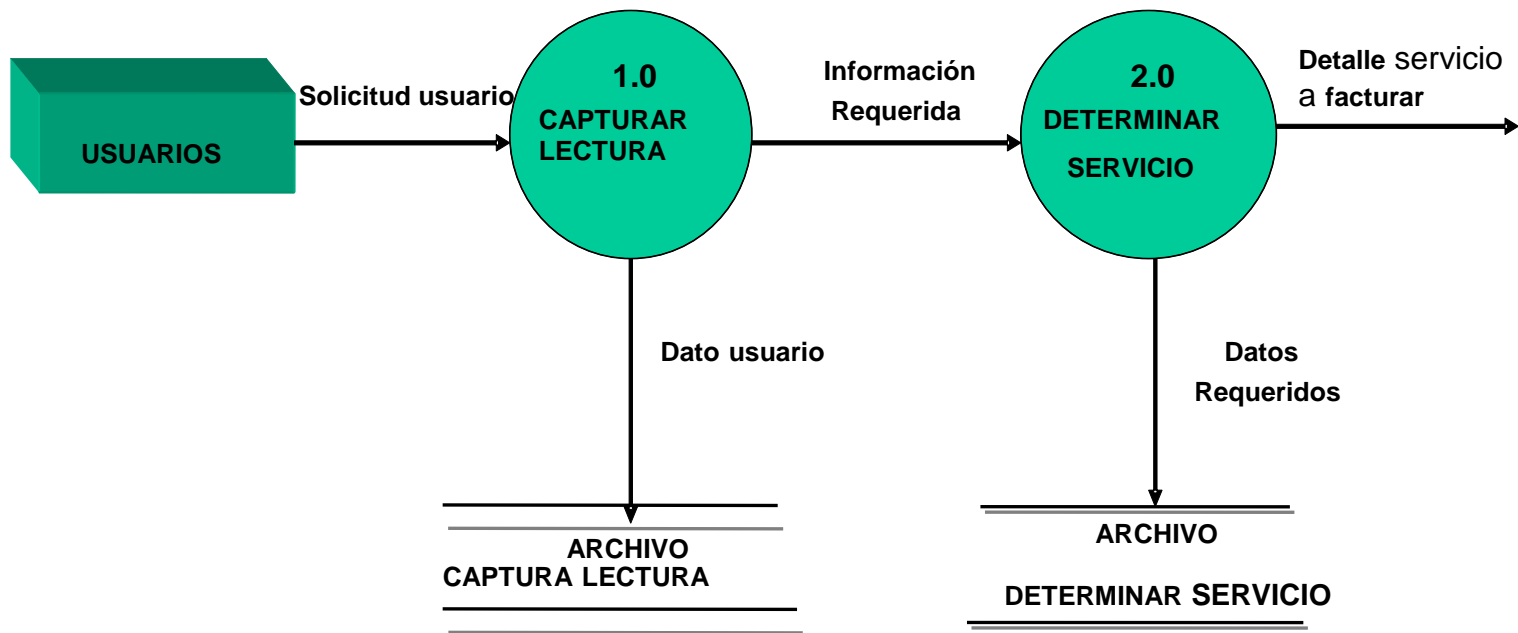 USUARIOS
Solicitud usuario
1.0
CAPTURAR
LECTURA
Información
Requerida
2.0
DETERMINAR
SERVICIO
Detalle servicio
a facturar
Dato usuario
Datos
Requeridos
ARCHIVO
CAPTURA LECTURA
ARCHIVO
DETERMINAR SERVICIO